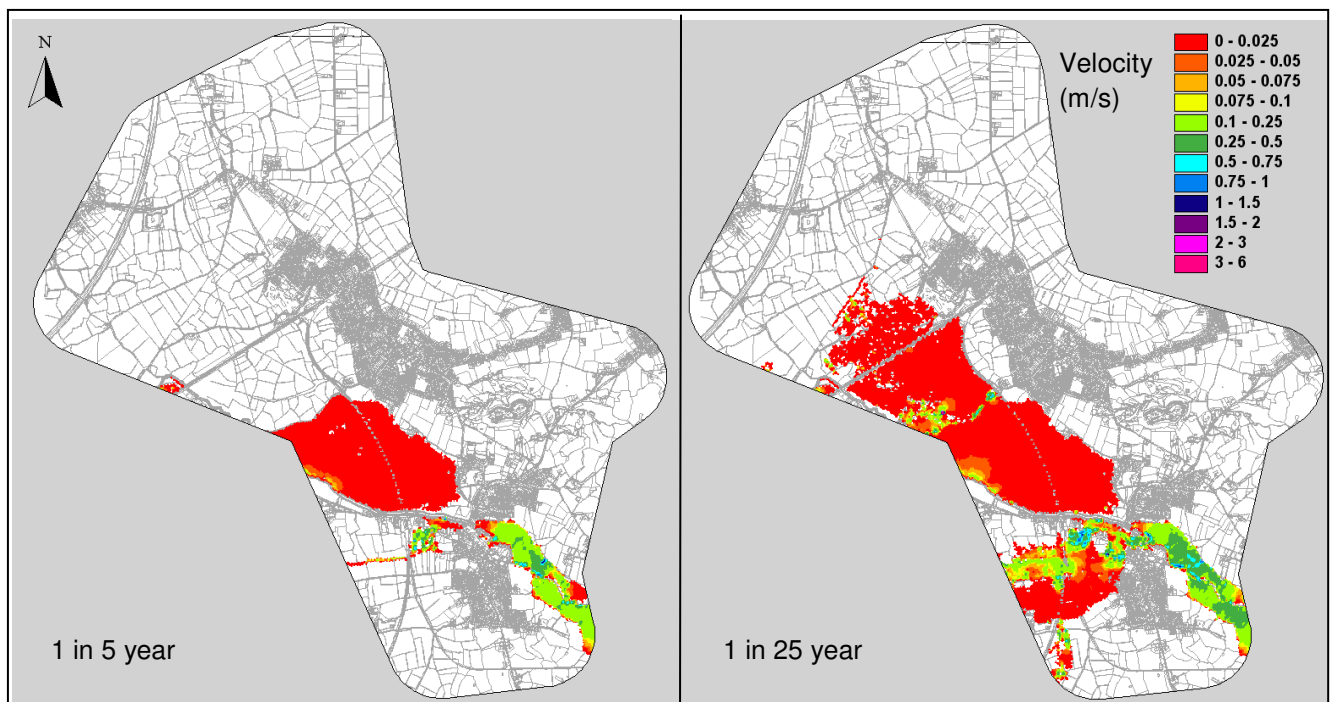 N
Velocity
(m/s)
0 - 0.025
0.025 - 0.05
0.05 - 0.075
0.075 - 0.1
0.1 - 0.25
0.25 - 0.5
0.5 - 0.75
0.75 - 1
1 - 1.5
1.5 - 2
2 - 3
3 - 6
1 in 5 year
1 in 25 year